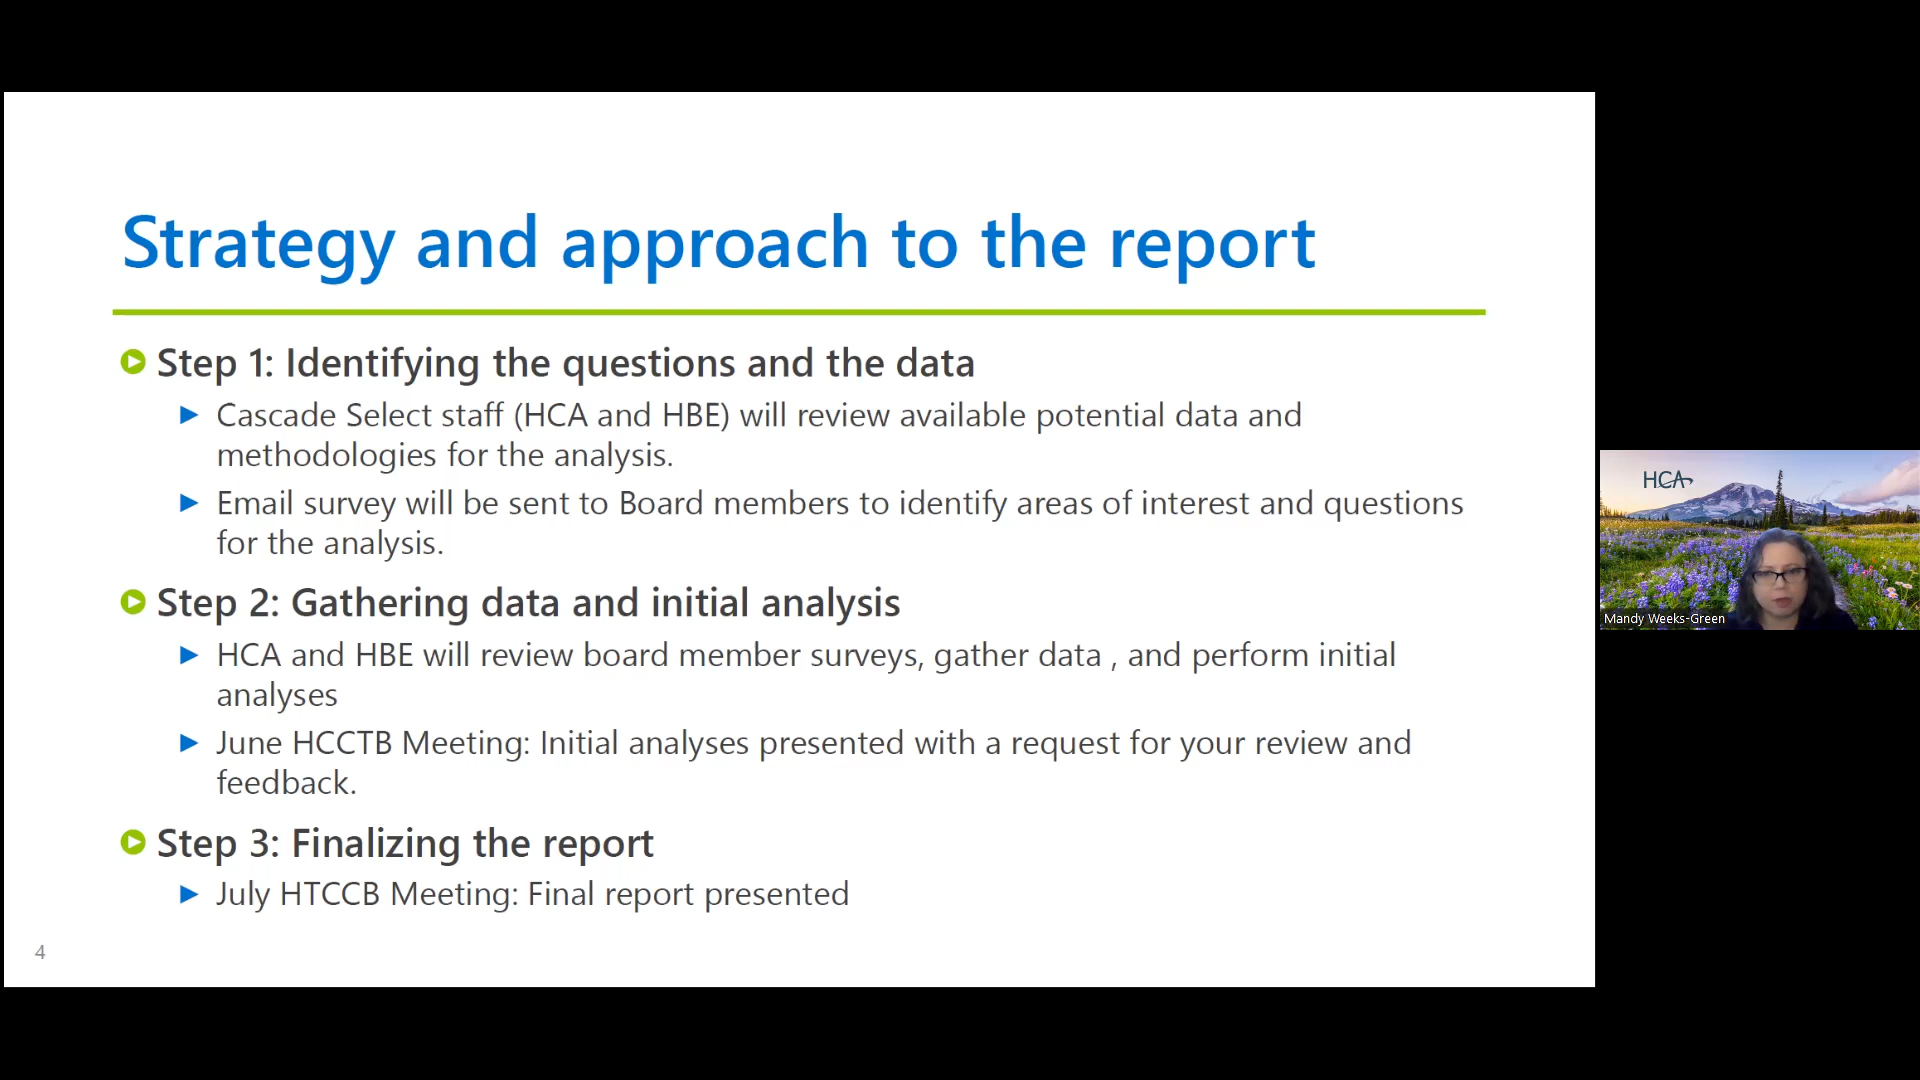 Strategy and approach to the report
Step 1: Identifying the questions and the data
Cascade Select staff (HCA and HBE) will review available potential data and
methodologies for the analysis.
Email survey will be sent to Board members to identify areas of interest and questions
for the analysis.
Step 2: Gathering data and initial analysis
HCA and HBE will review board member surveys, gather data , and perform initial
analyses
June HCCTB Meeting: Initial analyses presented with a request for your review and
feedback.
Step 3: Finalizing the report
July HTCCB Meeting: Final report presented
4
HCA
Mandy Weeks-Green